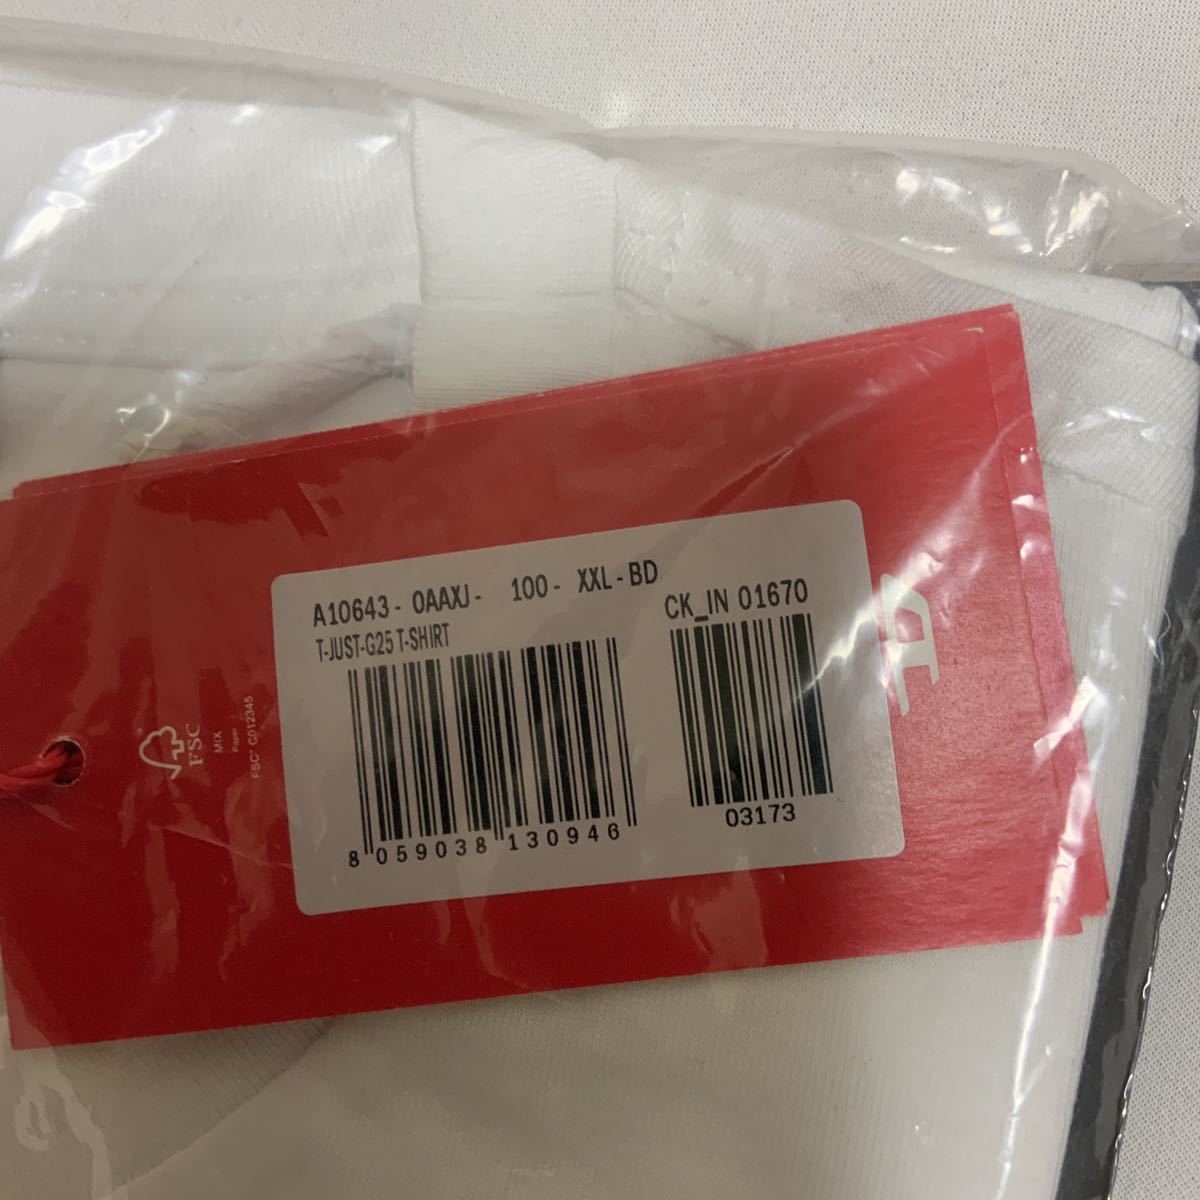 A10643- 0AAXJ- 100- XXL-BD
T-JUST-G25 T-SHIRT
CK_IN 01670
8 059038 130946
03173
FSC
MIX
Paper
FSC® C012345